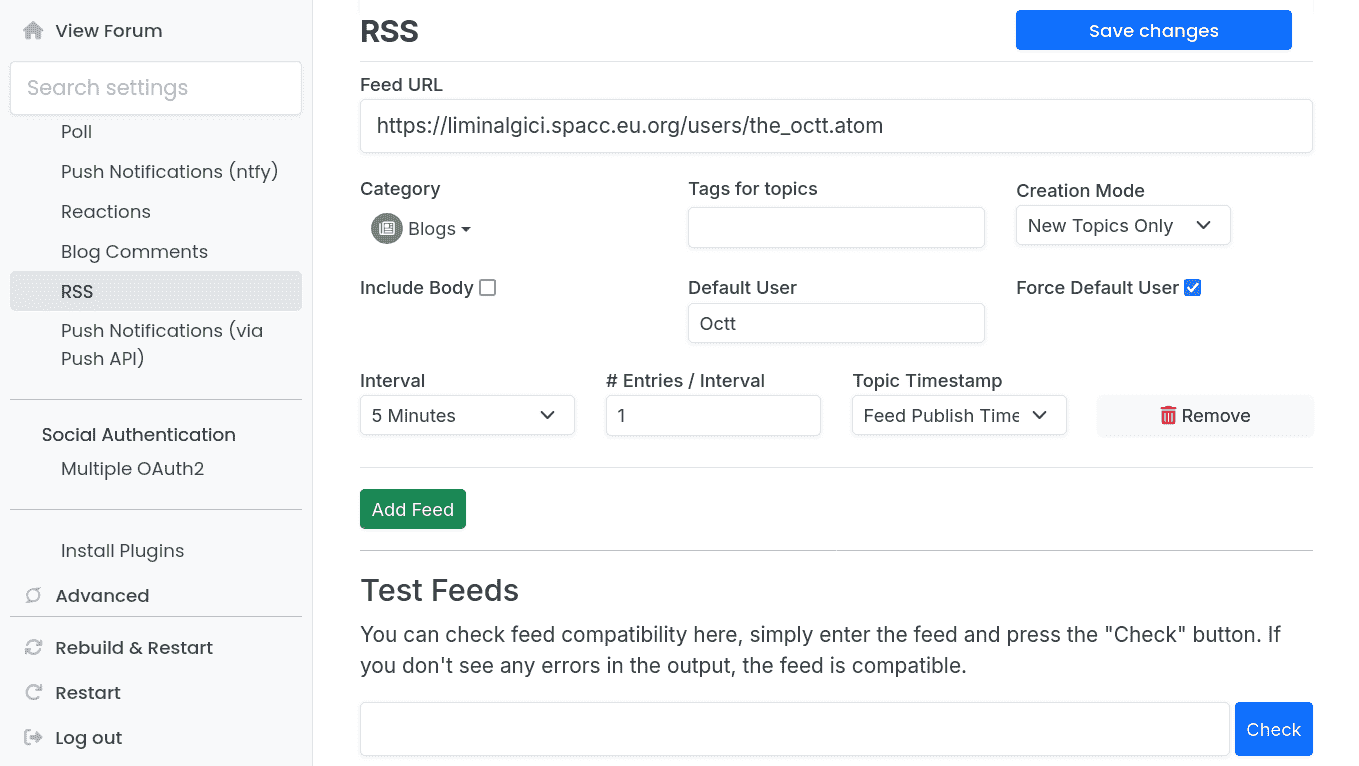 View Forum
Search settings
Poll
Push Notifications (ntfy)
Reactions
Blog Comments
RSS
Push Notifications (via
Push API)
Social Authentication
Multiple OAuth2
Install Plugins
Advanced
Rebuild & Restart
Restart
Log out
RSS
Save changes
Feed URL
https://liminalgici.spacc.eu.org/users/the_octt.atom
Category
Tags for topics
Creation Mode
Blogs
New Topics Only
Include Body
Default User
Force Default User
Octt
Interval
# Entries / Interval
Topic Timestamp
5 Minutes
1
Feed Publish Time
Remove
Add Feed
Test Feeds
You can check feed compatibility here, simply enter the feed and press the "Check" button. If
you don't see any errors in the output, the feed is compatible.
Check